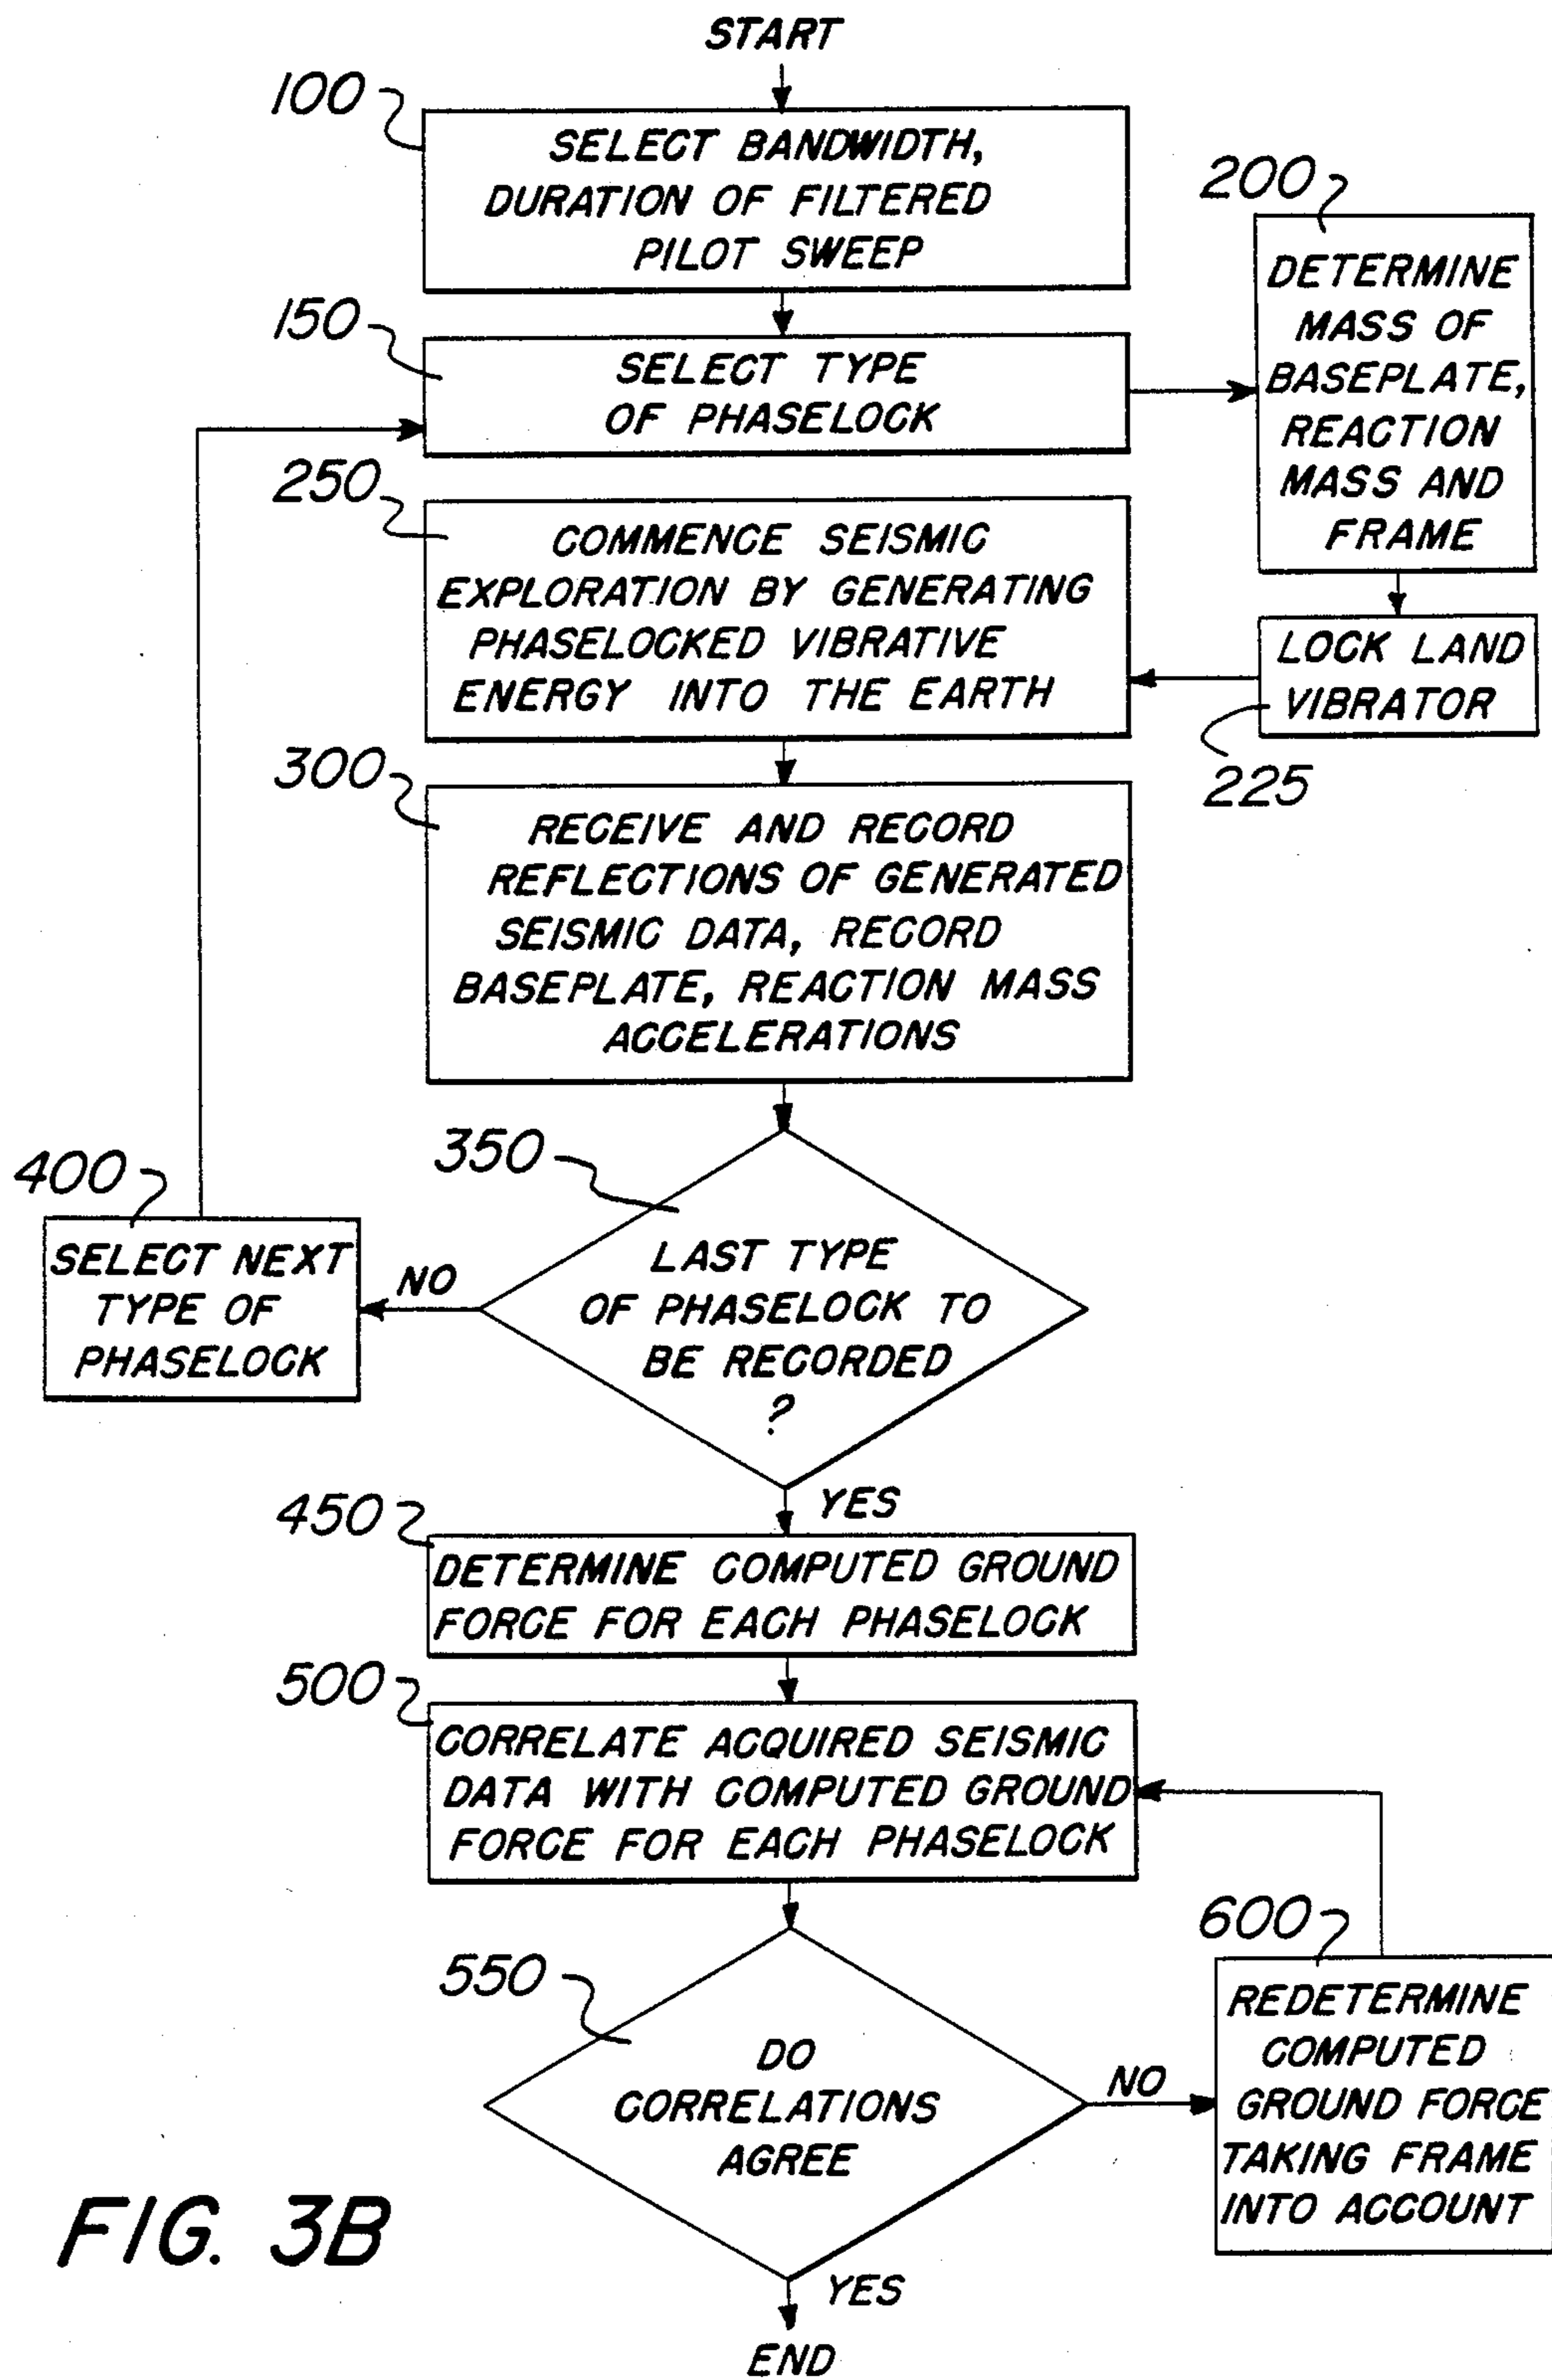 START
100
SELECT BANDWIDTH,
DURATION OF FILTERED
PILOT SWEEP
150
SELECT TYPE
OF PHASELOCK
200
DETERMINE
MASS OF
BASEPLATE,
REACTION
MASS AND
FRAME
LOCK LAND
VIBRATOR
225
250
COMMENCE SEISMIC
EXPLORATION BY GENERATING
PHASELOCKED VIBRATIVE
ENERGY INTO THE EARTH
300
RECEIVE AND RECORD
REFLECTIONS OF GENERATED
SEISMIC DATA, RECORD
BASEPLATE, REACTION MASS
ACCELERATIONS
350
LAST TYPE
OF PHASELOCK TO
BE RECORDED
?
NO
400
SELECT NEXT
TYPE OF
PHASELOCK
YES
450
DETERMINE COMPUTED GROUND
FORCE FOR EACH PHASELOCK
500
CORRELATE ACQUIRED SEISMIC
DATA WITH COMPUTED GROUND
FORCE FOR EACH PHASELOCK
550
DO
CORRELATIONS
AGREE
NO
600
REDETERMINE
COMPUTED
GROUND FORCE
TAKING FRAME
INTO ACCOUNT
YES
END
FIG. 3B